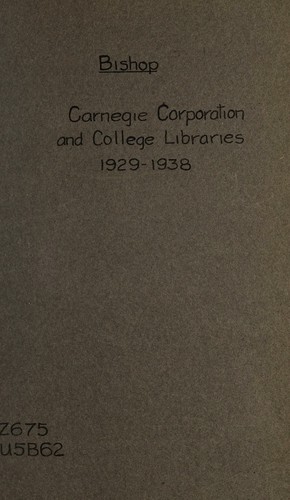 Bishop
Carnegie Corporation
and College Libraries
1929-1938
Z675
U5B62